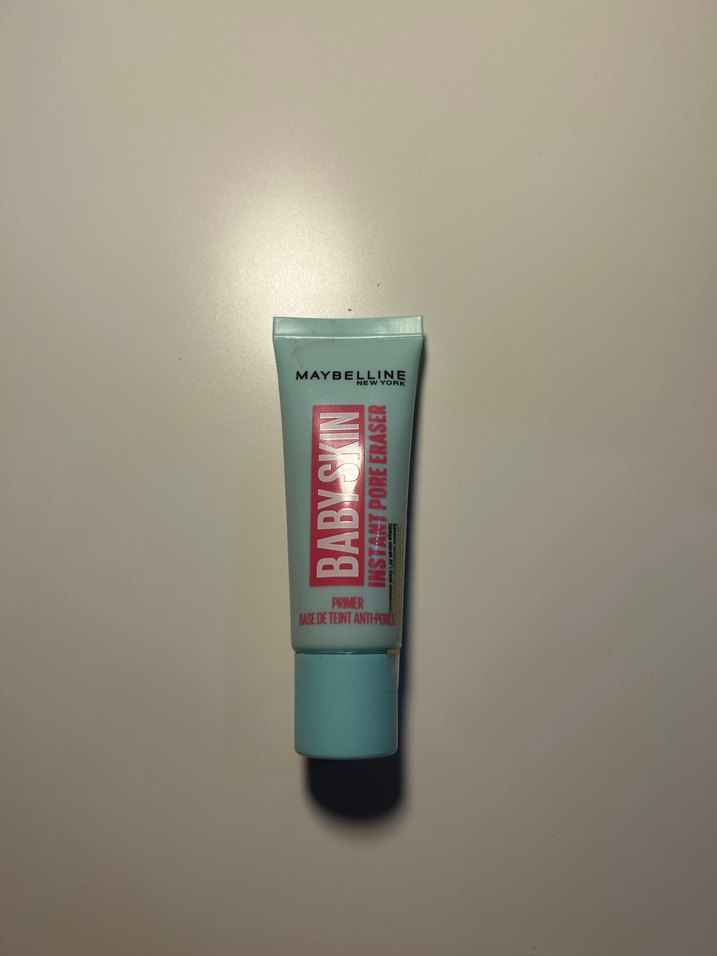 MAYBELLINE
NEW YORK
BABY SKIN
INSTANT PORE ERASER
PRIMER
BASE DE TEINT ANTI-PORES